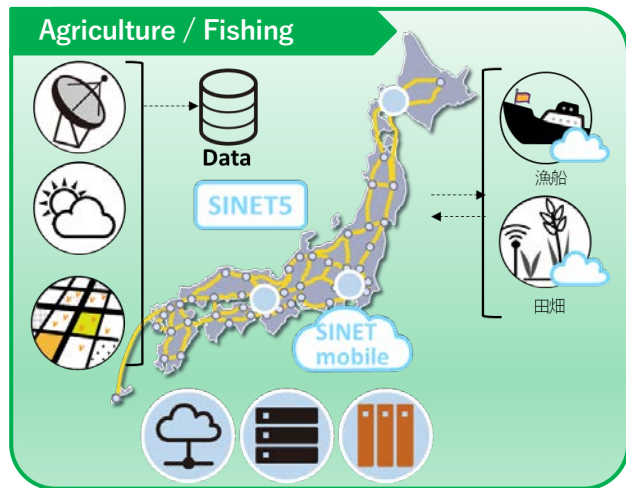 Agriculture / Fishing
Data
SINET5
漁船
田畑
SINET
mobile